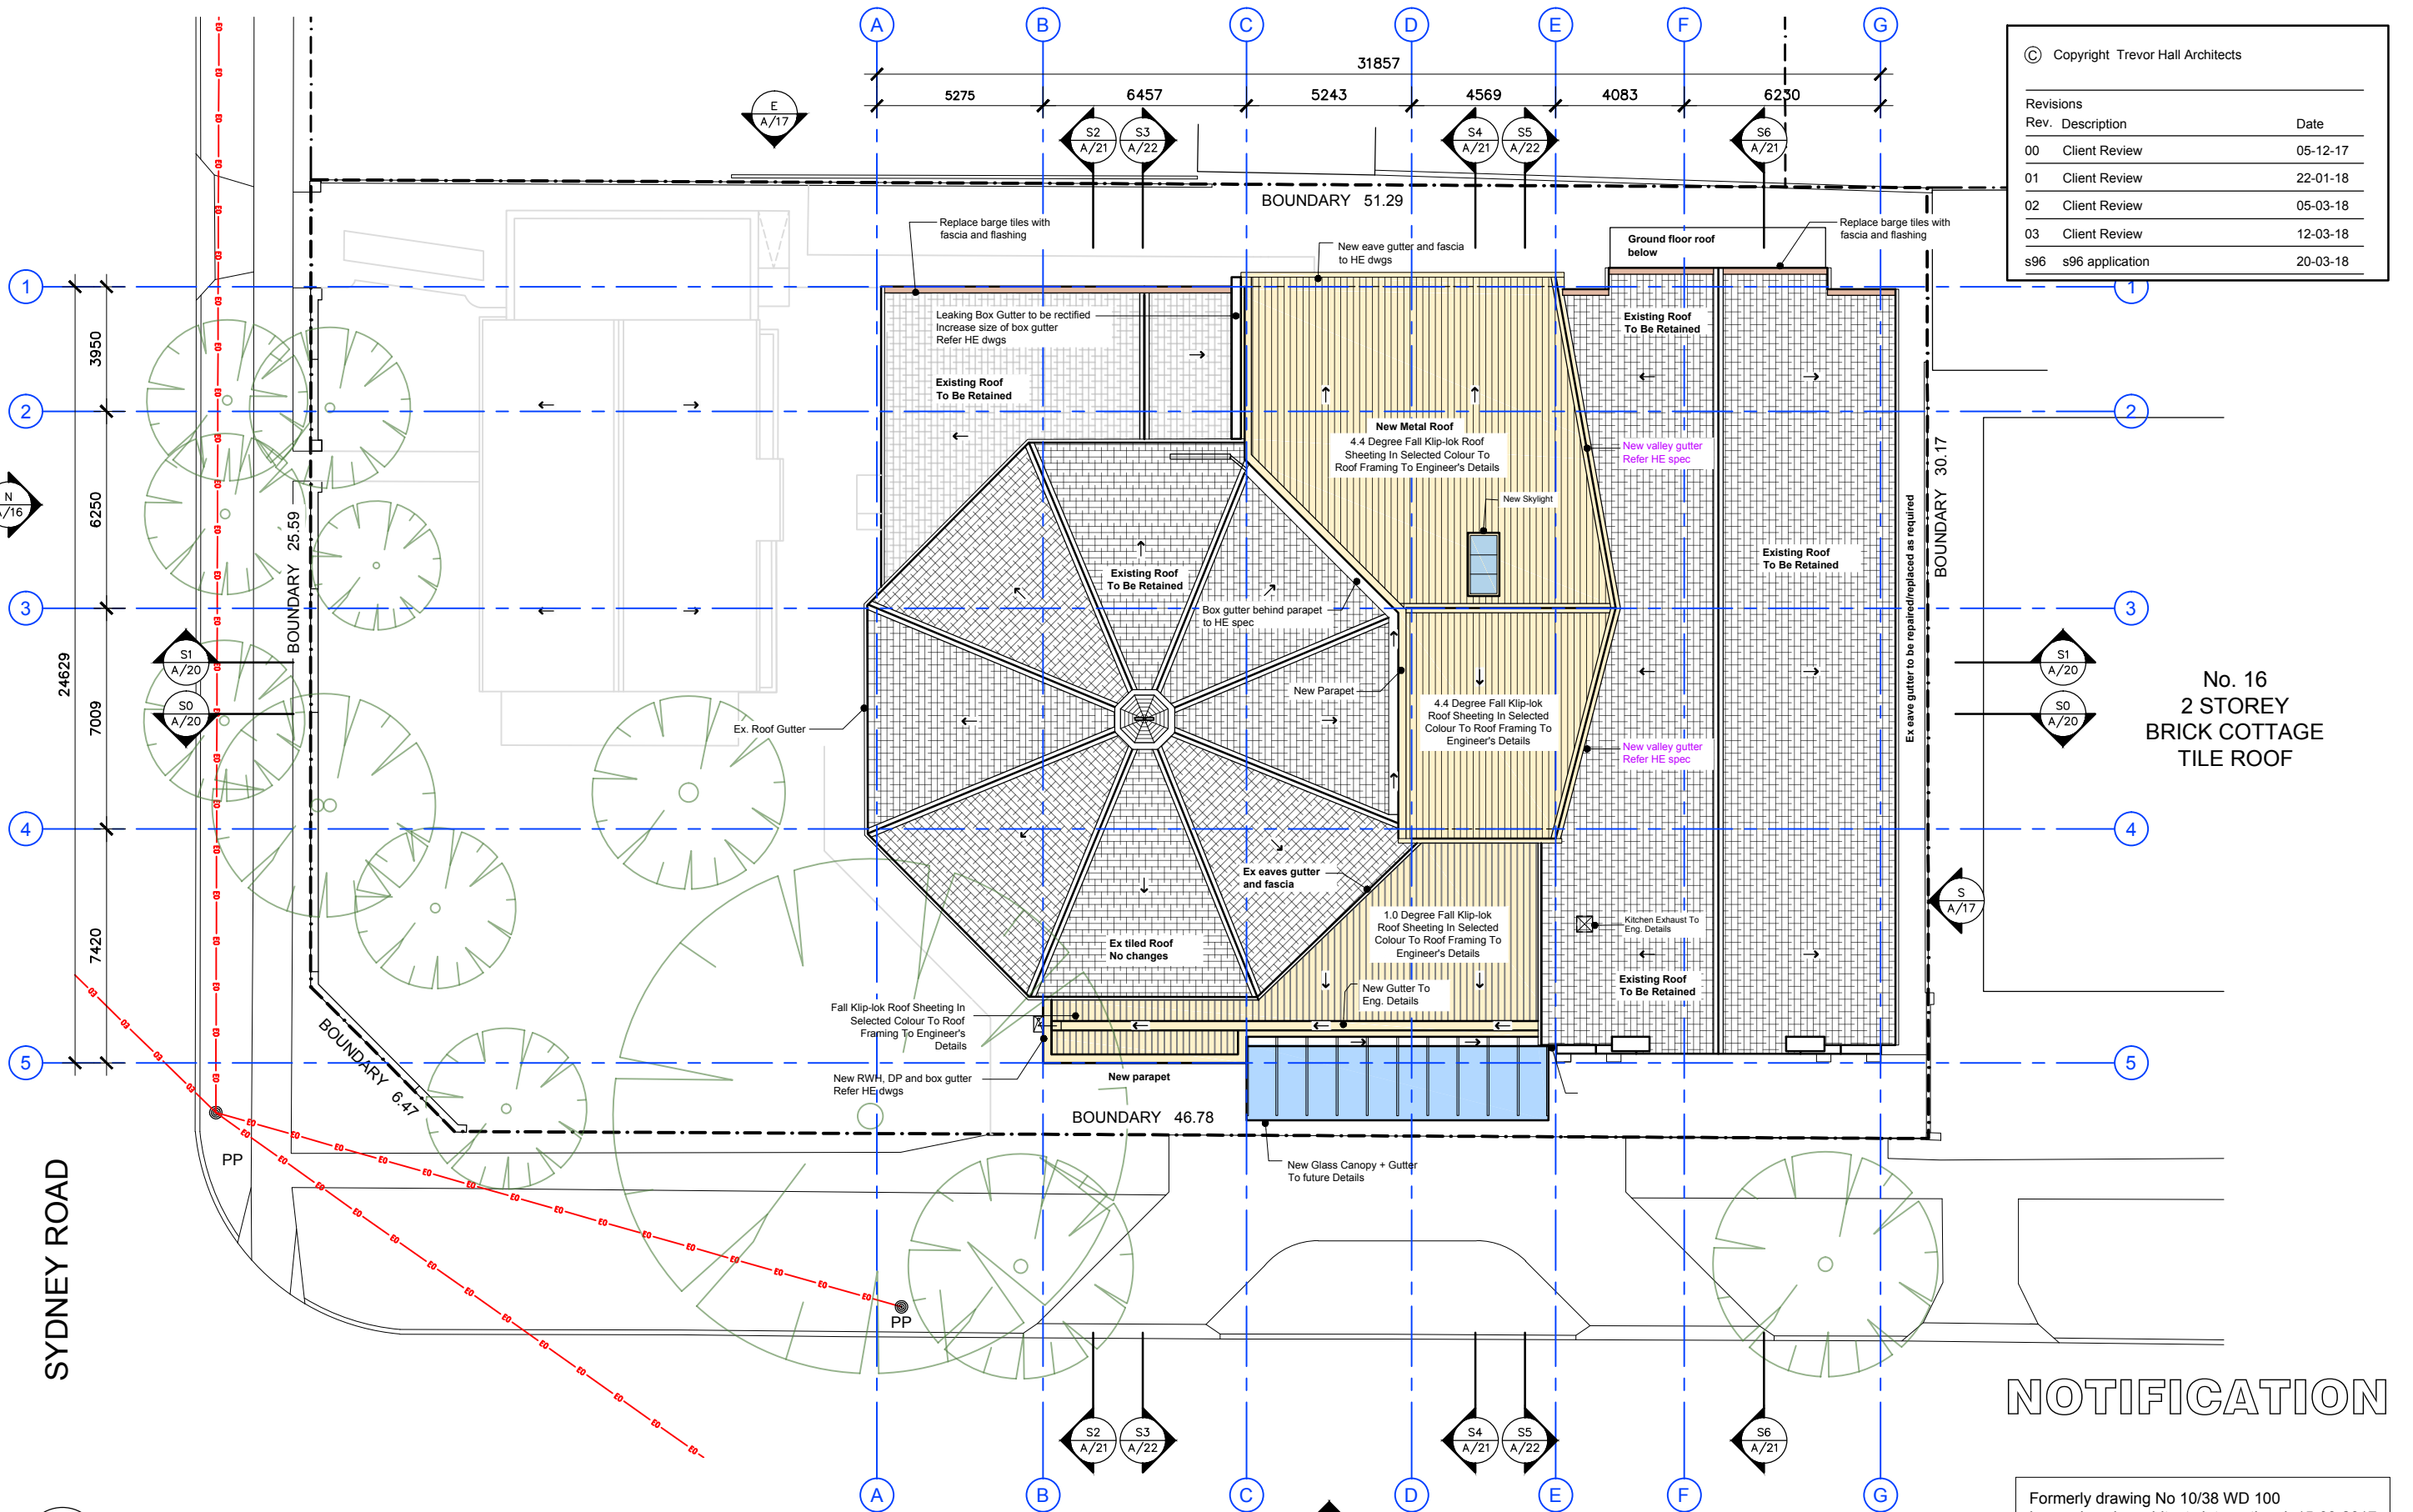 A
B
C
D
E
F
G
31857
5275
6457
5243
4569
4083
6230
E
A/17
S2
A/21
S3
A/22
S4
A/21
S5
A/22
S6
A/21
© Copyright Trevor Hall Architects
Revisions
Rev. Description Date
00 Client Review 05-12-17
01 Client Review 22-01-18
02 Client Review 05-03-18
03 Client Review 12-03-18
s96 s96 application 20-03-18
BOUNDARY 51.29
Replace barge tiles with
fascia and flashing
New eave gutter and fascia
to HE dwgs
Ground floor roof
below
Replace barge tiles with
fascia and flashing
1
1
Leaking Box Gutter to be rectified
Increase size of box gutter
Refer HE dwgs
Existing Roof
To Be Retained
Existing Roof
To Be Retained
3950
2
2
New Metal Roof
4.4 Degree Fall Klip-lok Roof
Sheeting In Selected Colour To
Roof Framing To Engineer's Details
New valley gutter
Refer HE spec
N
A/16
6250
BOUNDARY 25.59
New Skylight
BOUNDARY 30.17
Ex eave gutter to be repaired/replaced as required
Existing Roof
To Be Retained
Existing Roof
To Be Retained
3
3
Box gutter behind parapet
to HE spec
24629
7009
S1
A/20
S0
A/20
S1
A/20
S0
A/20
No. 16
2 STOREY
BRICK COTTAGE
TILE ROOF
New Parapet
Ex. Roof Gutter
4.4 Degree Fall Klip-lok
Roof Sheeting In Selected
Colour To Roof Framing To
Engineer's Details
New valley gutter
Refer HE spec
4
4
7420
Ex eaves gutter
and fascia
S
A/17
1.0 Degree Fall Klip-lok
Roof Sheeting In Selected
Colour To Roof Framing To
Engineer's Details
Kitchen Exhaust To
Eng. Details
Ex tiled Roof
No changes
Existing Roof
To Be Retained
New Gutter To
Eng. Details
Fall Klip-lok Roof Sheeting In
Selected Colour To Roof
Framing To Engineer's
Details
BOUNDARY 6.47
5
5
New RWH, DP and box gutter
Refer HE dwgs
New parapet
BOUNDARY 46.78
New Glass Canopy + Gutter
To future Details
PP
PP
SYDNEY ROAD
NOTIFICATION
S2
A/21
S3
A/22
S4
A/21
S5
A/22
S6
A/21
A
B
C
D
E
F
G
Formerly drawing No 10/38 WD 100